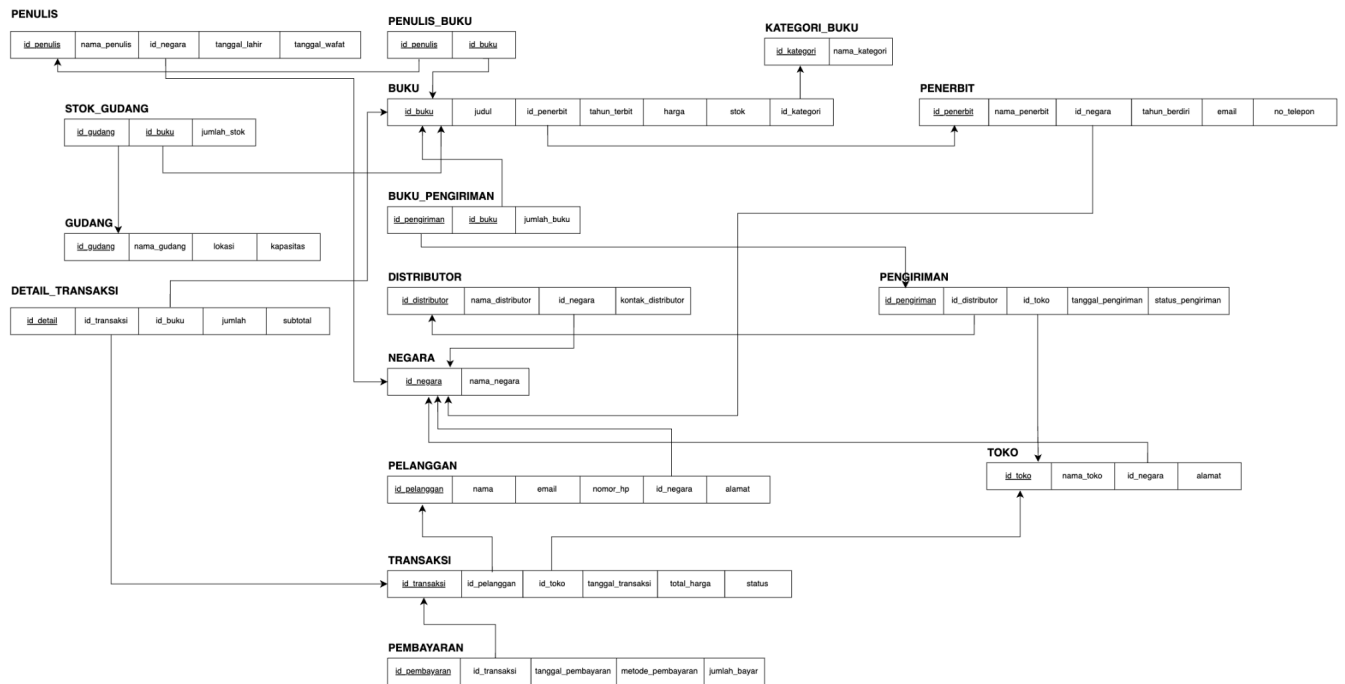 PENULIS
id_penulis nama_penulis id_negara tanggal_lahir tanggal_wafat
PENULIS_BUKU
id_penulis id_buku
KATEGORI_BUKU
id_kategori nama_kategori
BUKU
id_buku judul id_penerbit tahun_terbit harga stok id_kategori
PENERBIT
id_penerbit nama_penerbit id_negara tahun_berdiri email no_telepon
STOK_GUDANG
id_gudang id_buku jumlah_stok
BUKU_PENGIRIMAN
id_pengiriman id_buku jumlah_buku
GUDANG
id_gudang nama_gudang lokasi kapasitas
DISTRIBUTOR
id_distributor nama_distributor id_negara kontak_distributor
PENGIRIMAN
id_pengiriman id_distributor id_toko tanggal_pengiriman status_pengiriman
DETAIL_TRANSAKSI
id_detail id_transaksi id_buku jumlah subtotal
NEGARA
id_negara nama_negara
TOKO
id_toko nama_toko id_negara alamat
PELANGGAN
id_pelanggan nama email nomor_hp id_negara alamat
TRANSAKSI
id_transaksi id_pelanggan id_toko tanggal_transaksi total_harga status
PEMBAYARAN
id_pembayaran id_transaksi tanggal_pembayaran metode_pembayaran jumlah_bayar